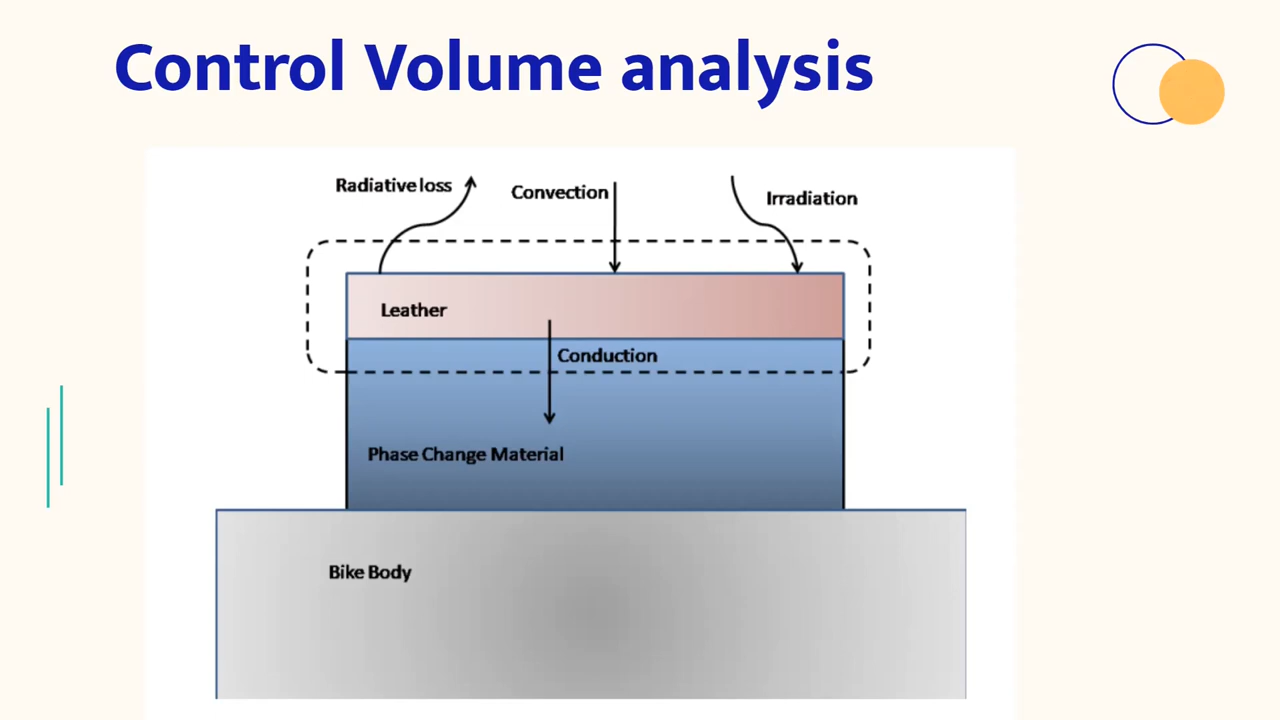 Control Volume analysis
Radiative loss
Convection
Irradiation
Leather
Conduction
Phase Change Material
Bike Body